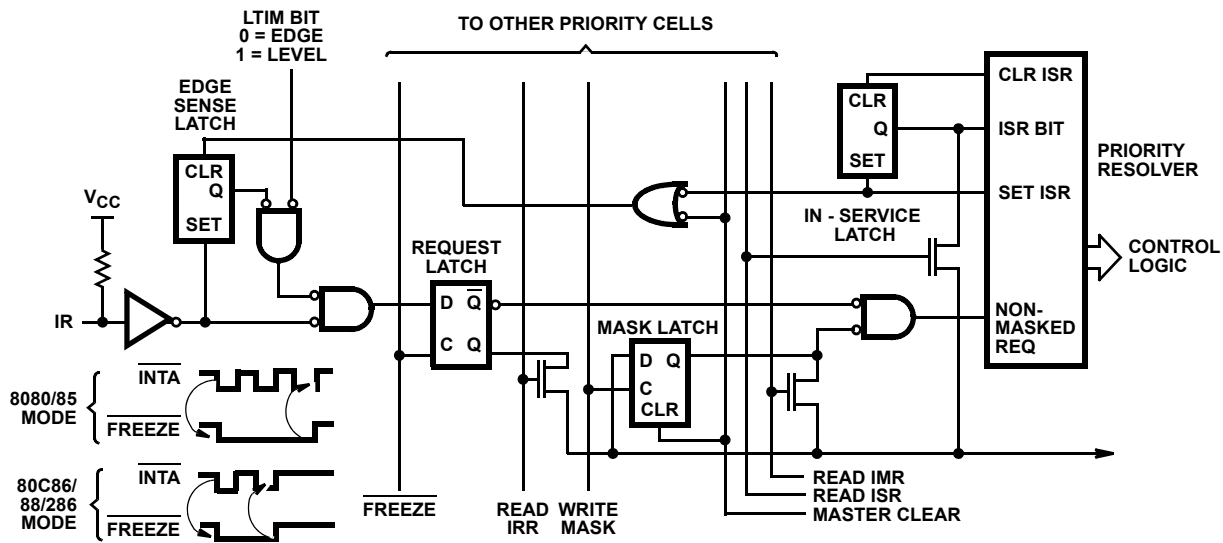 LTIM BIT
0 = EDGE
1 = LEVEL
TO OTHER PRIORITY CELLS
EDGE
SENSE
LATCH
CLR
Q
SET
VCC
IR
REQUEST
LATCH
D Q
C Q
MASK LATCH
D Q
C
CLR
CLR
Q
SET
IN - SERVICE
LATCH
CLR ISR
ISR BIT
SET ISR
NON-
MASKED
REQ
PRIORITY
RESOLVER
CONTROL
LOGIC
8080/85
MODE
INTA
FREEZE
80C86/
88/286
MODE
INTA
FREEZE
FREEZE
READ
IRR
WRITE
MASK
READ IMR
READ ISR
MASTER CLEAR